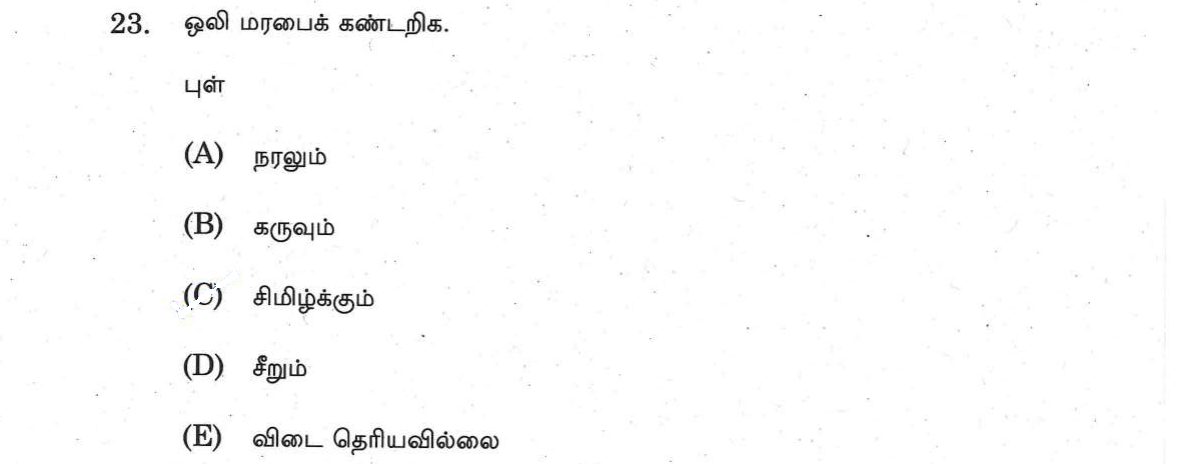 23. ஒலி மரபைக் கண்டறிக.
புள்
(A) நரலும்
(B) கருவும்
(C) சிமிழ்க்கும்
(D) சீறும்
(E) விடை தெரியவில்லை